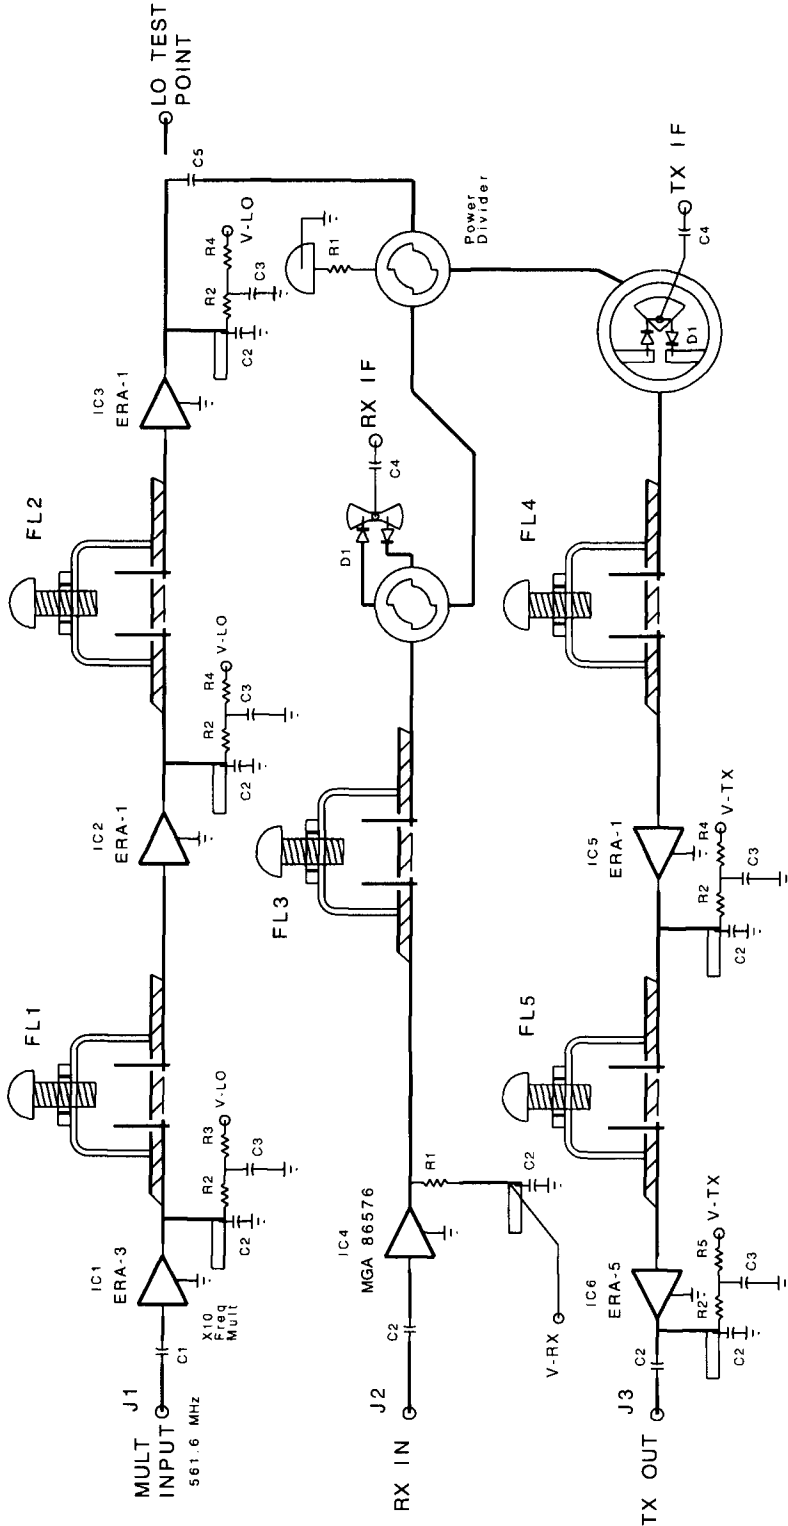 MULT
INPUT
J1
561.6 MHz
C1
X10
Freq
Mult
IC1
ERA-3
C2
R2
R3
C3
V-LO
FL1
IC2
ERA-1
C2
R2
R4
C3
V-LO
FL2
IC3
ERA-1
C2
R2
R4
C3
V-LO
C5
LO TEST
POINT
RX IN
J2
C2
IC4
MGA 86576
R1
C2
V-RX
FL3
D1
C4
RX IF
R1
Power
Divider
TX OUT
J3
C2
IC6
ERA-5
C2
R2
R5
C3
V-TX
FL5
IC5
ERA-1
C2
R2
R4
C3
V-TX
FL4
D1
C4
TX IF